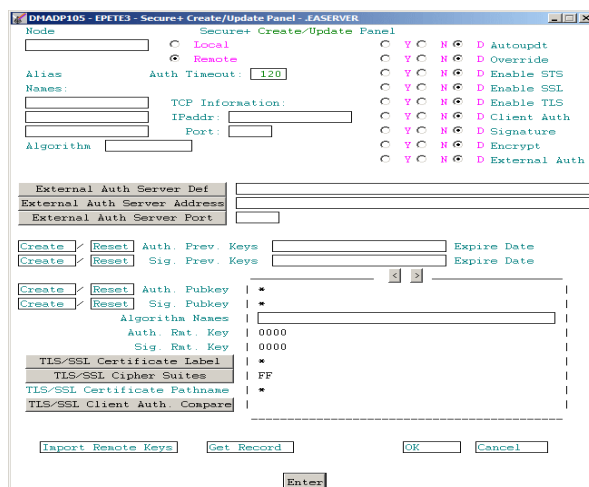 DMADP105 - EPETE3 - Secure+ Create/Update Panel - .EASERVER
Node Secure+ Create/Update Panel
Local Y N D Autoupdt
Remote Y N D Override
Alias Auth Timeout: 120 Y N D Enable STS
Names: Y N D Enable SSL
TCP Information: Y N D Enable TLS
IPaddr: Y N D Client Auth
Port: Y N D Signature
Algorithm Y N D Encrypt
Y N D External Auth
External Auth Server Def
External Auth Server Address
External Auth Server Port
Create / Reset Auth. Prev. Keys Expire Date
Create / Reset Sig. Prev. Keys Expire Date
< >
Create / Reset Auth. Pubkey | * |
Create / Reset Sig. Pubkey | * |
Algorithm Names
Auth. Rmt. Key | 0000 |
Sig. Rmt. Key | 0000 |
TLS/SSL Certificate Label | * |
TLS/SSL Cipher Suites | FF |
TLS/SSL Certificate Pathname | * |
TLS/SSL Client Auth. Compare | |
Import Remote Keys Get Record OK Cancel
Enter